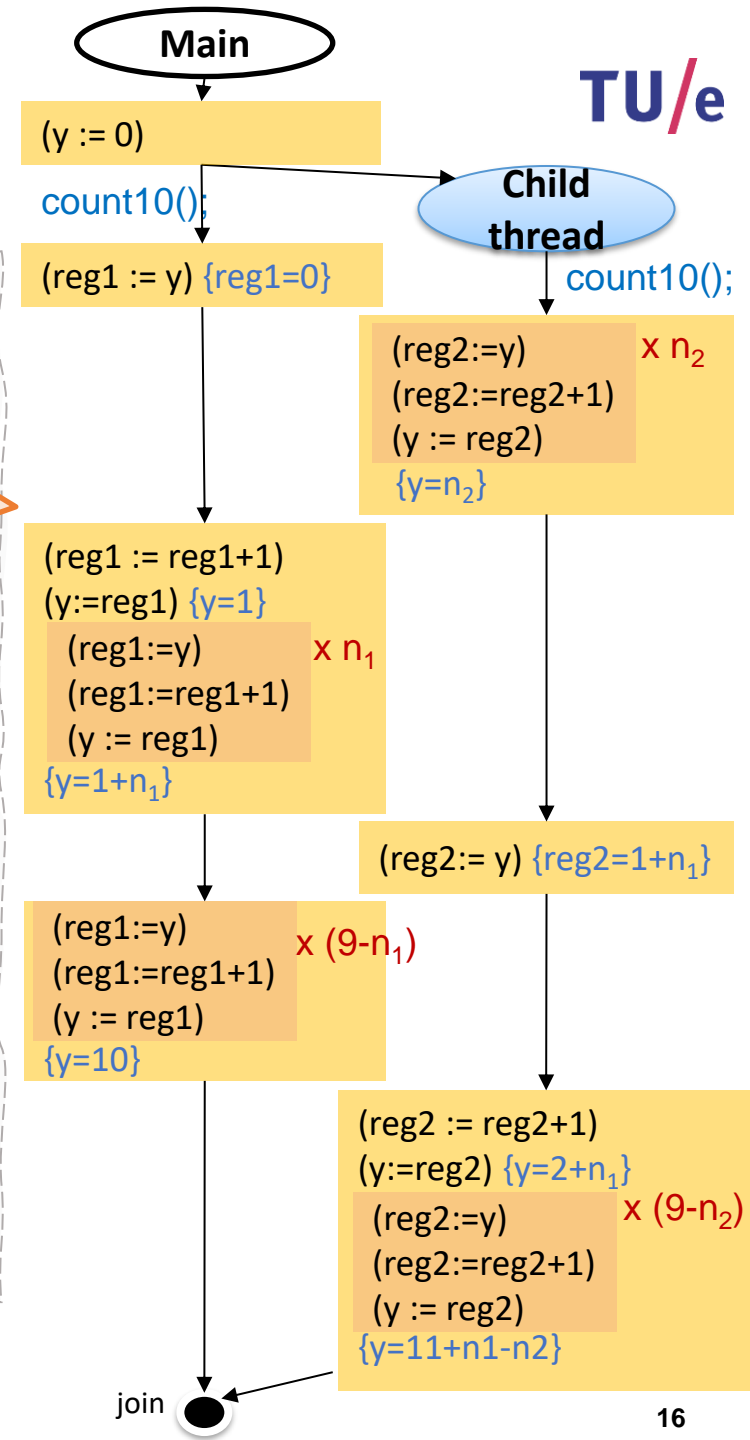 Main
TU/e
(y := 0)
count10();
Child
thread
(reg1 := y) {reg1=0}
count10();
(reg2:=y)
x n₂
(reg2:=reg2+1)
(y := reg2)
{y=n₂}
(reg1 := reg1+1)
(y:=reg1) {y=1}
(reg1:=y)
x n₁
(reg1:=reg1+1)
(y := reg1)
{y=1+n₁}
(reg2:= y) {reg2=1+n₁}
(reg1:=y)
x (9-n₁)
(reg1:=reg1+1)
(y := reg1)
{y=10}
(reg2 := reg2+1)
(y:=reg2) {y=2+n₁}
(reg2:=y)
x (9-n₂)
(reg2:=reg2+1)
(y := reg2)
{y=11+n1-n2}
join
16